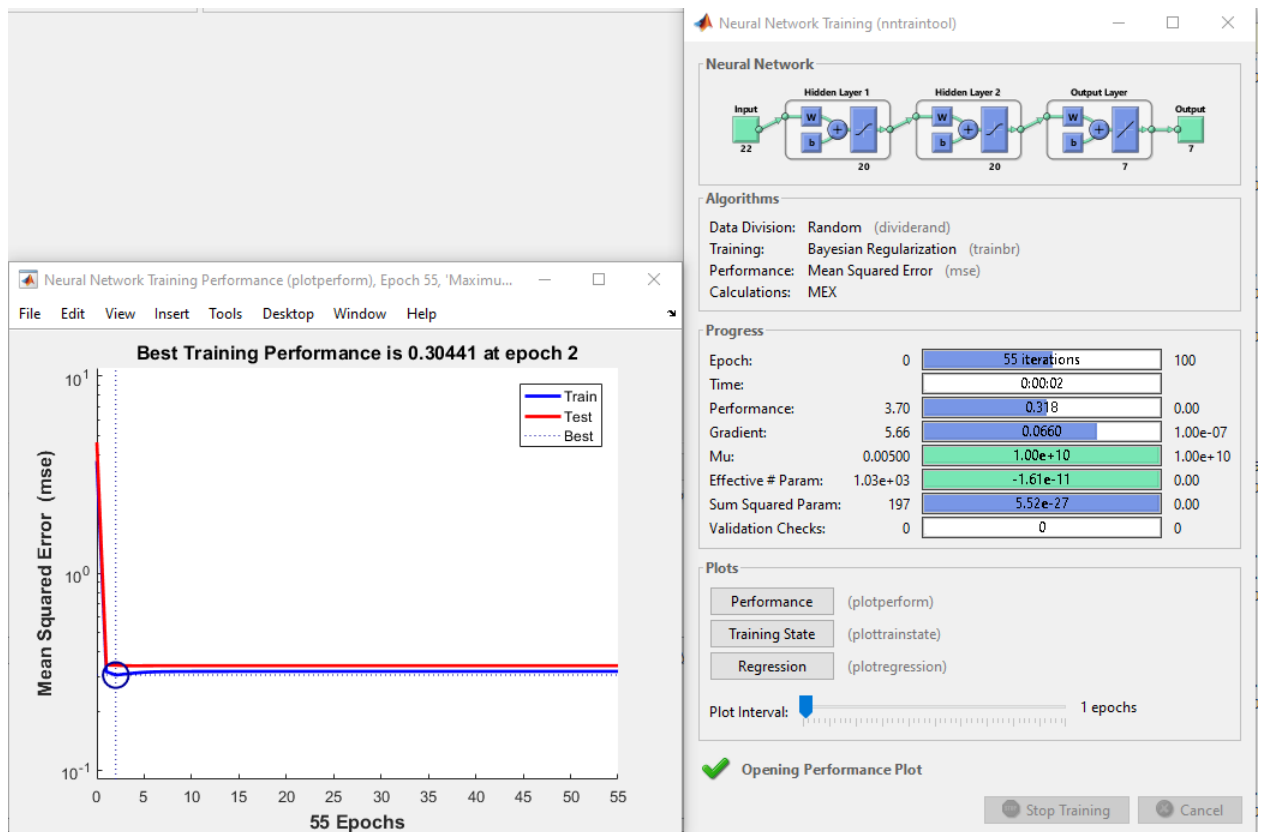 Neural Network Training (nntraintool)
Neural Network
Hidden Layer 1 Hidden Layer 2 Output Layer
Input Output
W W W
b b b
22 7
20 20 7
Algorithms
Data Division: Random (dividerand)
Training: Bayesian Regularization (trainbr)
Performance: Mean Squared Error (mse)
Calculations: MEX
Progress
Epoch: 0 55 iterations 100
Time: 0:00:02
Performance: 3.70 0.318 0.00
Gradient: 5.66 0.0660 1.00e-07
Mu: 0.00500 1.00e+10 1.00e+10
Effective # Param: 1.03e+03 -1.61e-11 0.00
Sum Squared Param: 197 5.52e-27 0.00
Validation Checks: 0 0 0
Plots
Performance (plotperform)
Training State (plottrainstate)
Regression (plotregression)
Plot Interval: 1 epochs
Opening Performance Plot
Stop Training Cancel
Neural Network Training Performance (plotperform), Epoch 55, 'Maximu...
File Edit View Insert Tools Desktop Window Help
Best Training Performance is 0.30441 at epoch 2
Train
Test
Best
Mean Squared Error (mse)
10^1
10^0
10^-1
0 5 10 15 20 25 30 35 40 45 50 55
55 Epochs